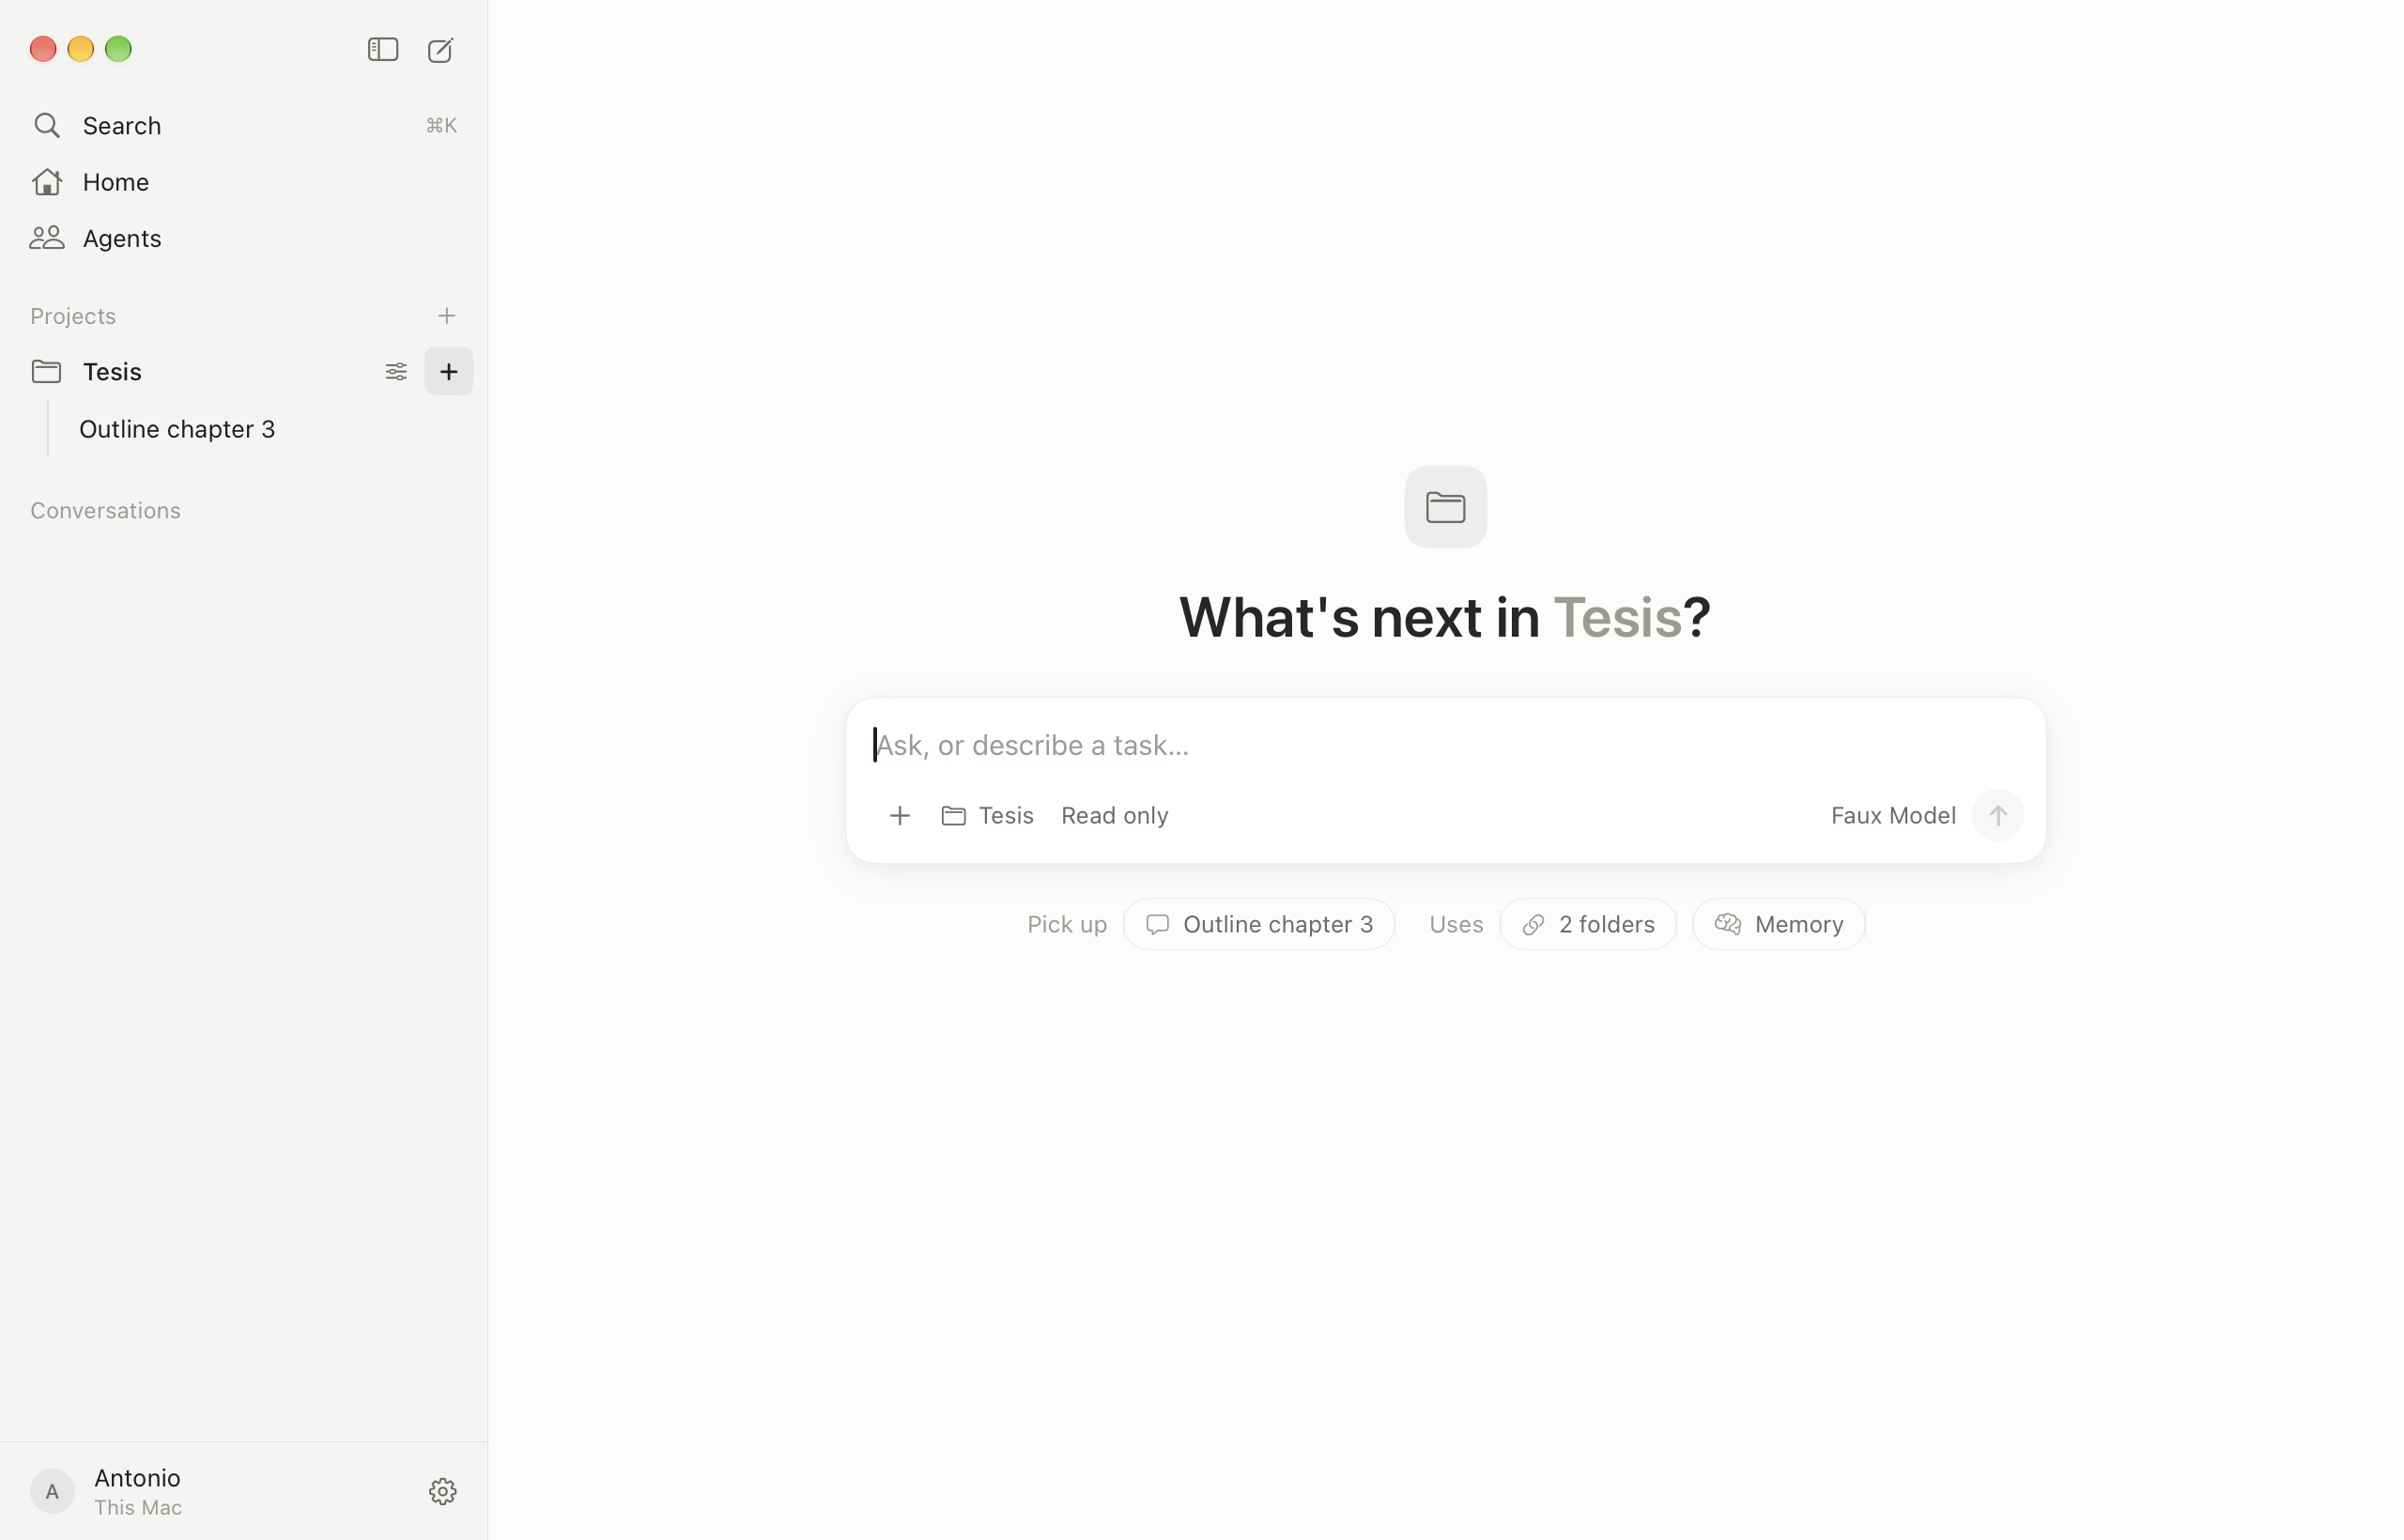 Search ⌘K
Home
Agents
Projects
Tesis
Outline chapter 3
Conversations
What's next in Tesis?
Ask, or describe a task...
Tesis Read only Faux Model
Pick up Outline chapter 3 Uses 2 folders Memory
A
Antonio
This Mac